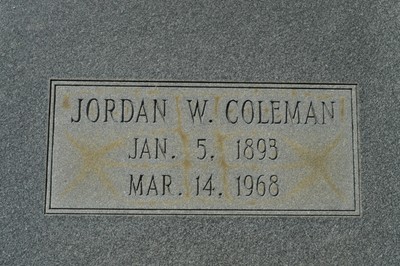 JORDAN W. COLEMAN
JAN. 5, 1893
MAR. 14, 1968